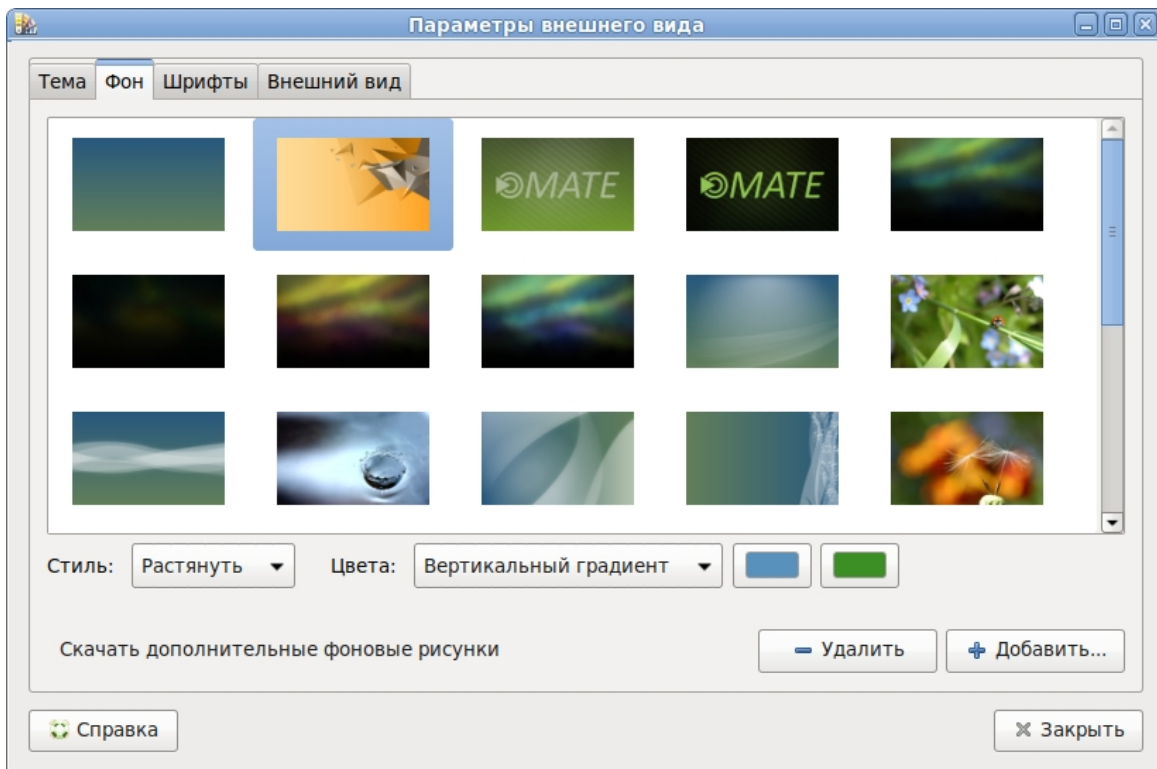 Параметры внешнего вида
Тема Фон Шрифты Внешний вид
MATE MATE
Стиль: Растянуть Цвета: Вертикальный градиент
Скачать дополнительные фоновые рисунки Удалить Добавить...
Справка Закрыть